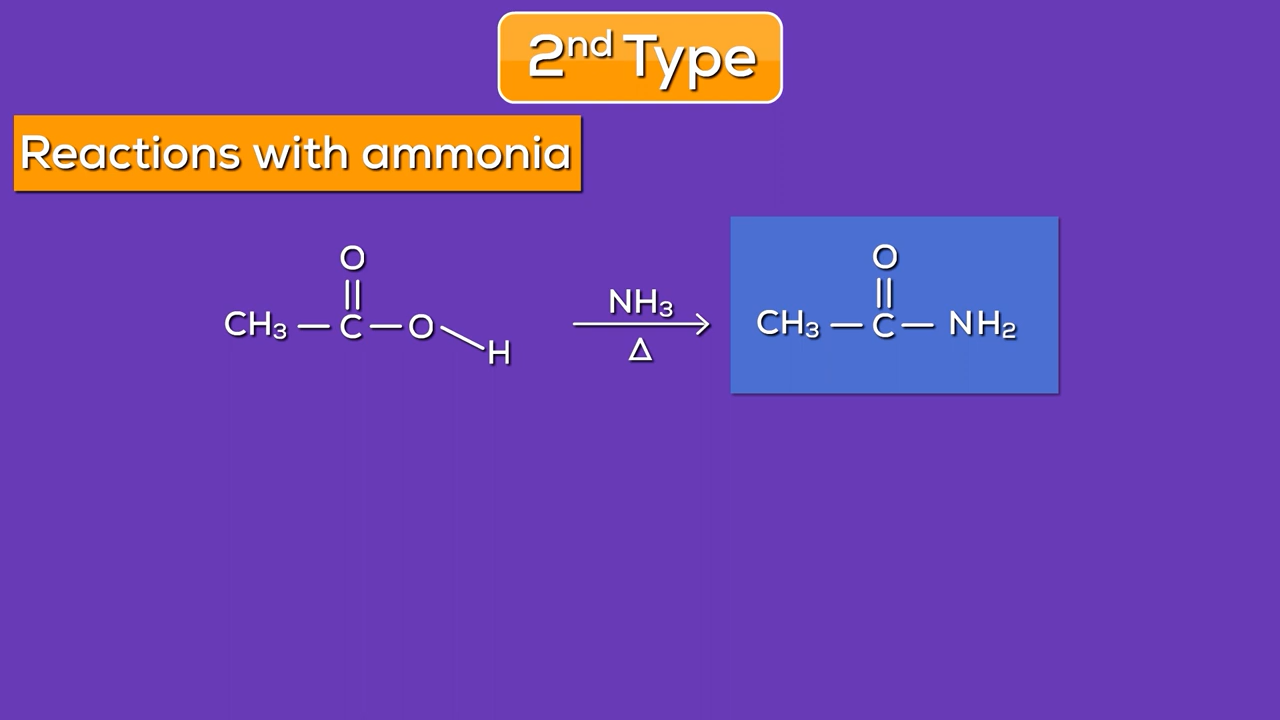 2nd Type
Reactions with ammonia
O O
NH₃
CH₃ — C — O CH₃ — C — NH₂
H Δ